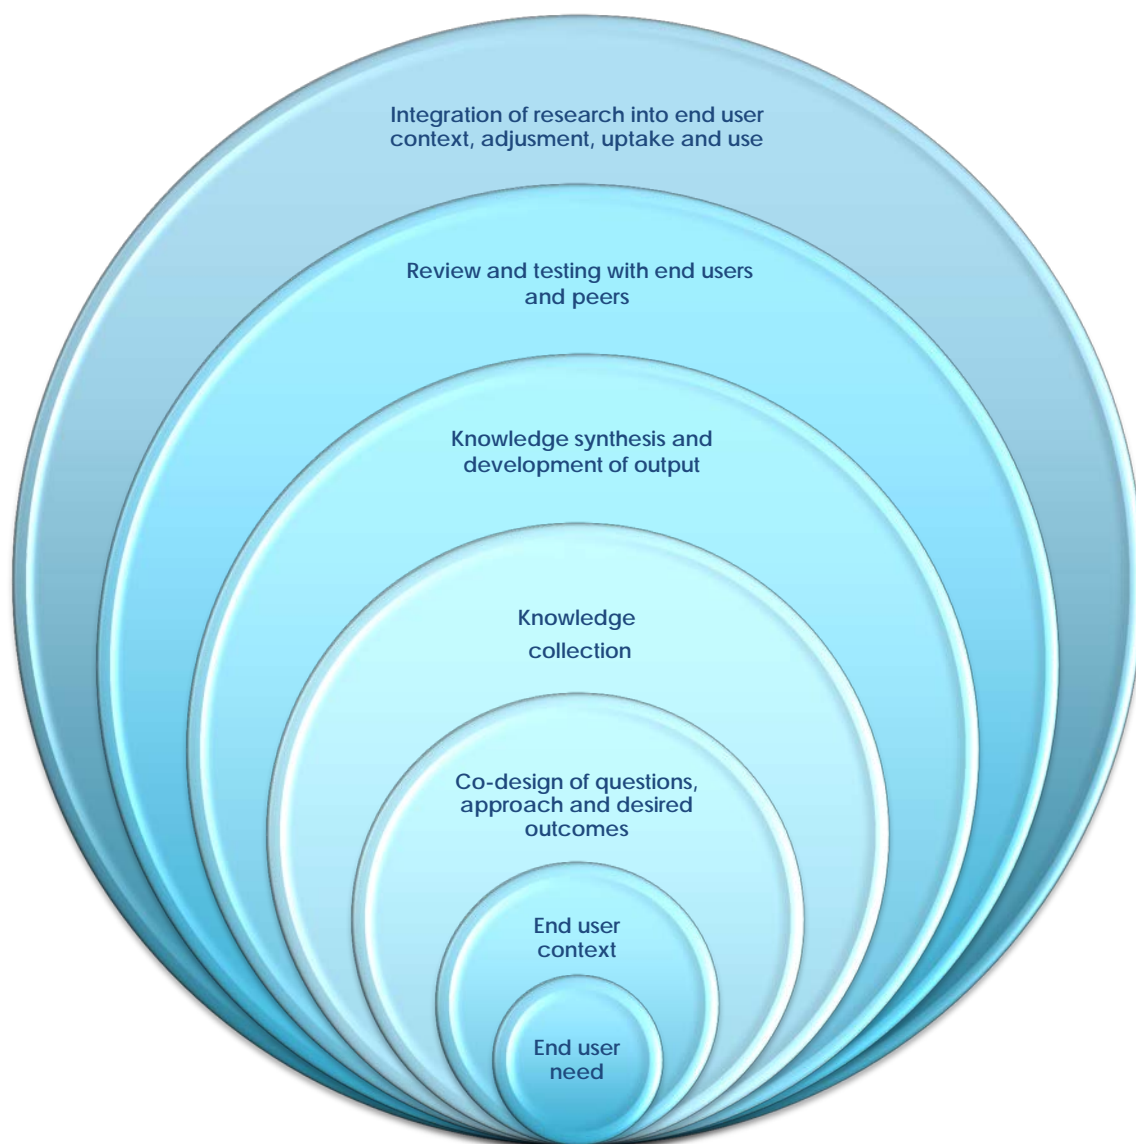 Integration of research into end user
context, adjusment, uptake and use
Review and testing with end users
and peers
Knowledge synthesis and
development of output
Knowledge
collection
Co-design of questions,
approach and desired
outcomes
End user
context
End user
need